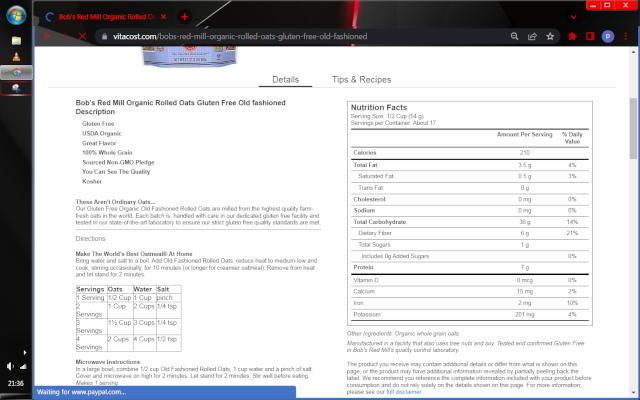 Bob's Red Mill Organic Rolled Oa
vitacost.com/bobs-red-mill-organic-rolled-oats-gluten-free-old-fashioned
Details
Tips & Recipes
Bob's Red Mill Organic Rolled Oats Gluten Free Old fashioned
Description
Gluten Free
USDA Organic
Great Flavor
100% Whole Grain
Sourced Non-GMO Pledge
You Can See The Quality
Kosher
These Aren't Ordinary Oats...
Our Gluten Free Organic Old Fashioned Rolled Oats are milled from the highest quality farm-
fresh oats in the world. Each batch is handled with care in our dedicated gluten free facility and
tested in our state-of-the-art laboratory to ensure our strict gluten free quality standards are met.
Directions
Make The World's Best Oatmeal® At Home
Bring water and salt to a boil. Add Old Fashioned Rolled Oats, reduce heat to medium-low and
cook, stirring occasionally, for 10 minutes (or longer for creamier oatmeal). Remove from heat
and let stand for 2 minutes.
Servings Oats Water Salt
1 Serving 1/2 Cup 1 Cup pinch
2 Servings 1 Cup 2 Cups 1/4 tsp
3 Servings 1½ Cup 3 Cups 1/4 tsp
4 Servings 2 Cups 4 Cups 1/2 tsp
Microwave Instructions
In a large bowl, combine 1/2 cup Old Fashioned Rolled Oats, 1 cup water and a pinch of salt.
Cover and microwave on high for 2 minutes. Let stand for 2 minutes. Stir well before eating.
Makes 1 serving.
Nutrition Facts
Serving Size: 1/2 Cup (54 g)
Servings per Container: About 17
Amount Per Serving % Daily Value
Calories 210
Total Fat 3.5 g 4%
Saturated Fat 0.5 g 3%
Trans Fat 0 g
Cholesterol 0 mg 0%
Sodium 0 mg 0%
Total Carbohydrate 38 g 14%
Dietary Fiber 6 g 21%
Total Sugars 1 g
Includes 0g Added Sugars 0%
Protein 7 g
Vitamin D 0 mcg 0%
Calcium 15 mg 2%
Iron 2 mg 10%
Potassium 201 mg 4%
Other Ingredients: Organic whole grain oats.
Manufactured in a facility that also uses tree nuts and soy. Tested and confirmed Gluten Free
in Bob's Red Mill's quality control laboratory.
The product you receive may contain additional details or differ from what is shown on this
page, or the product may have additional information revealed by partially peeling back the
label. We recommend you reference the complete information included with your product before
consumption and do not rely solely on the details shown on this page. For more information,
please see our full disclaimer.
Waiting for www.paypal.com...
21:36
P